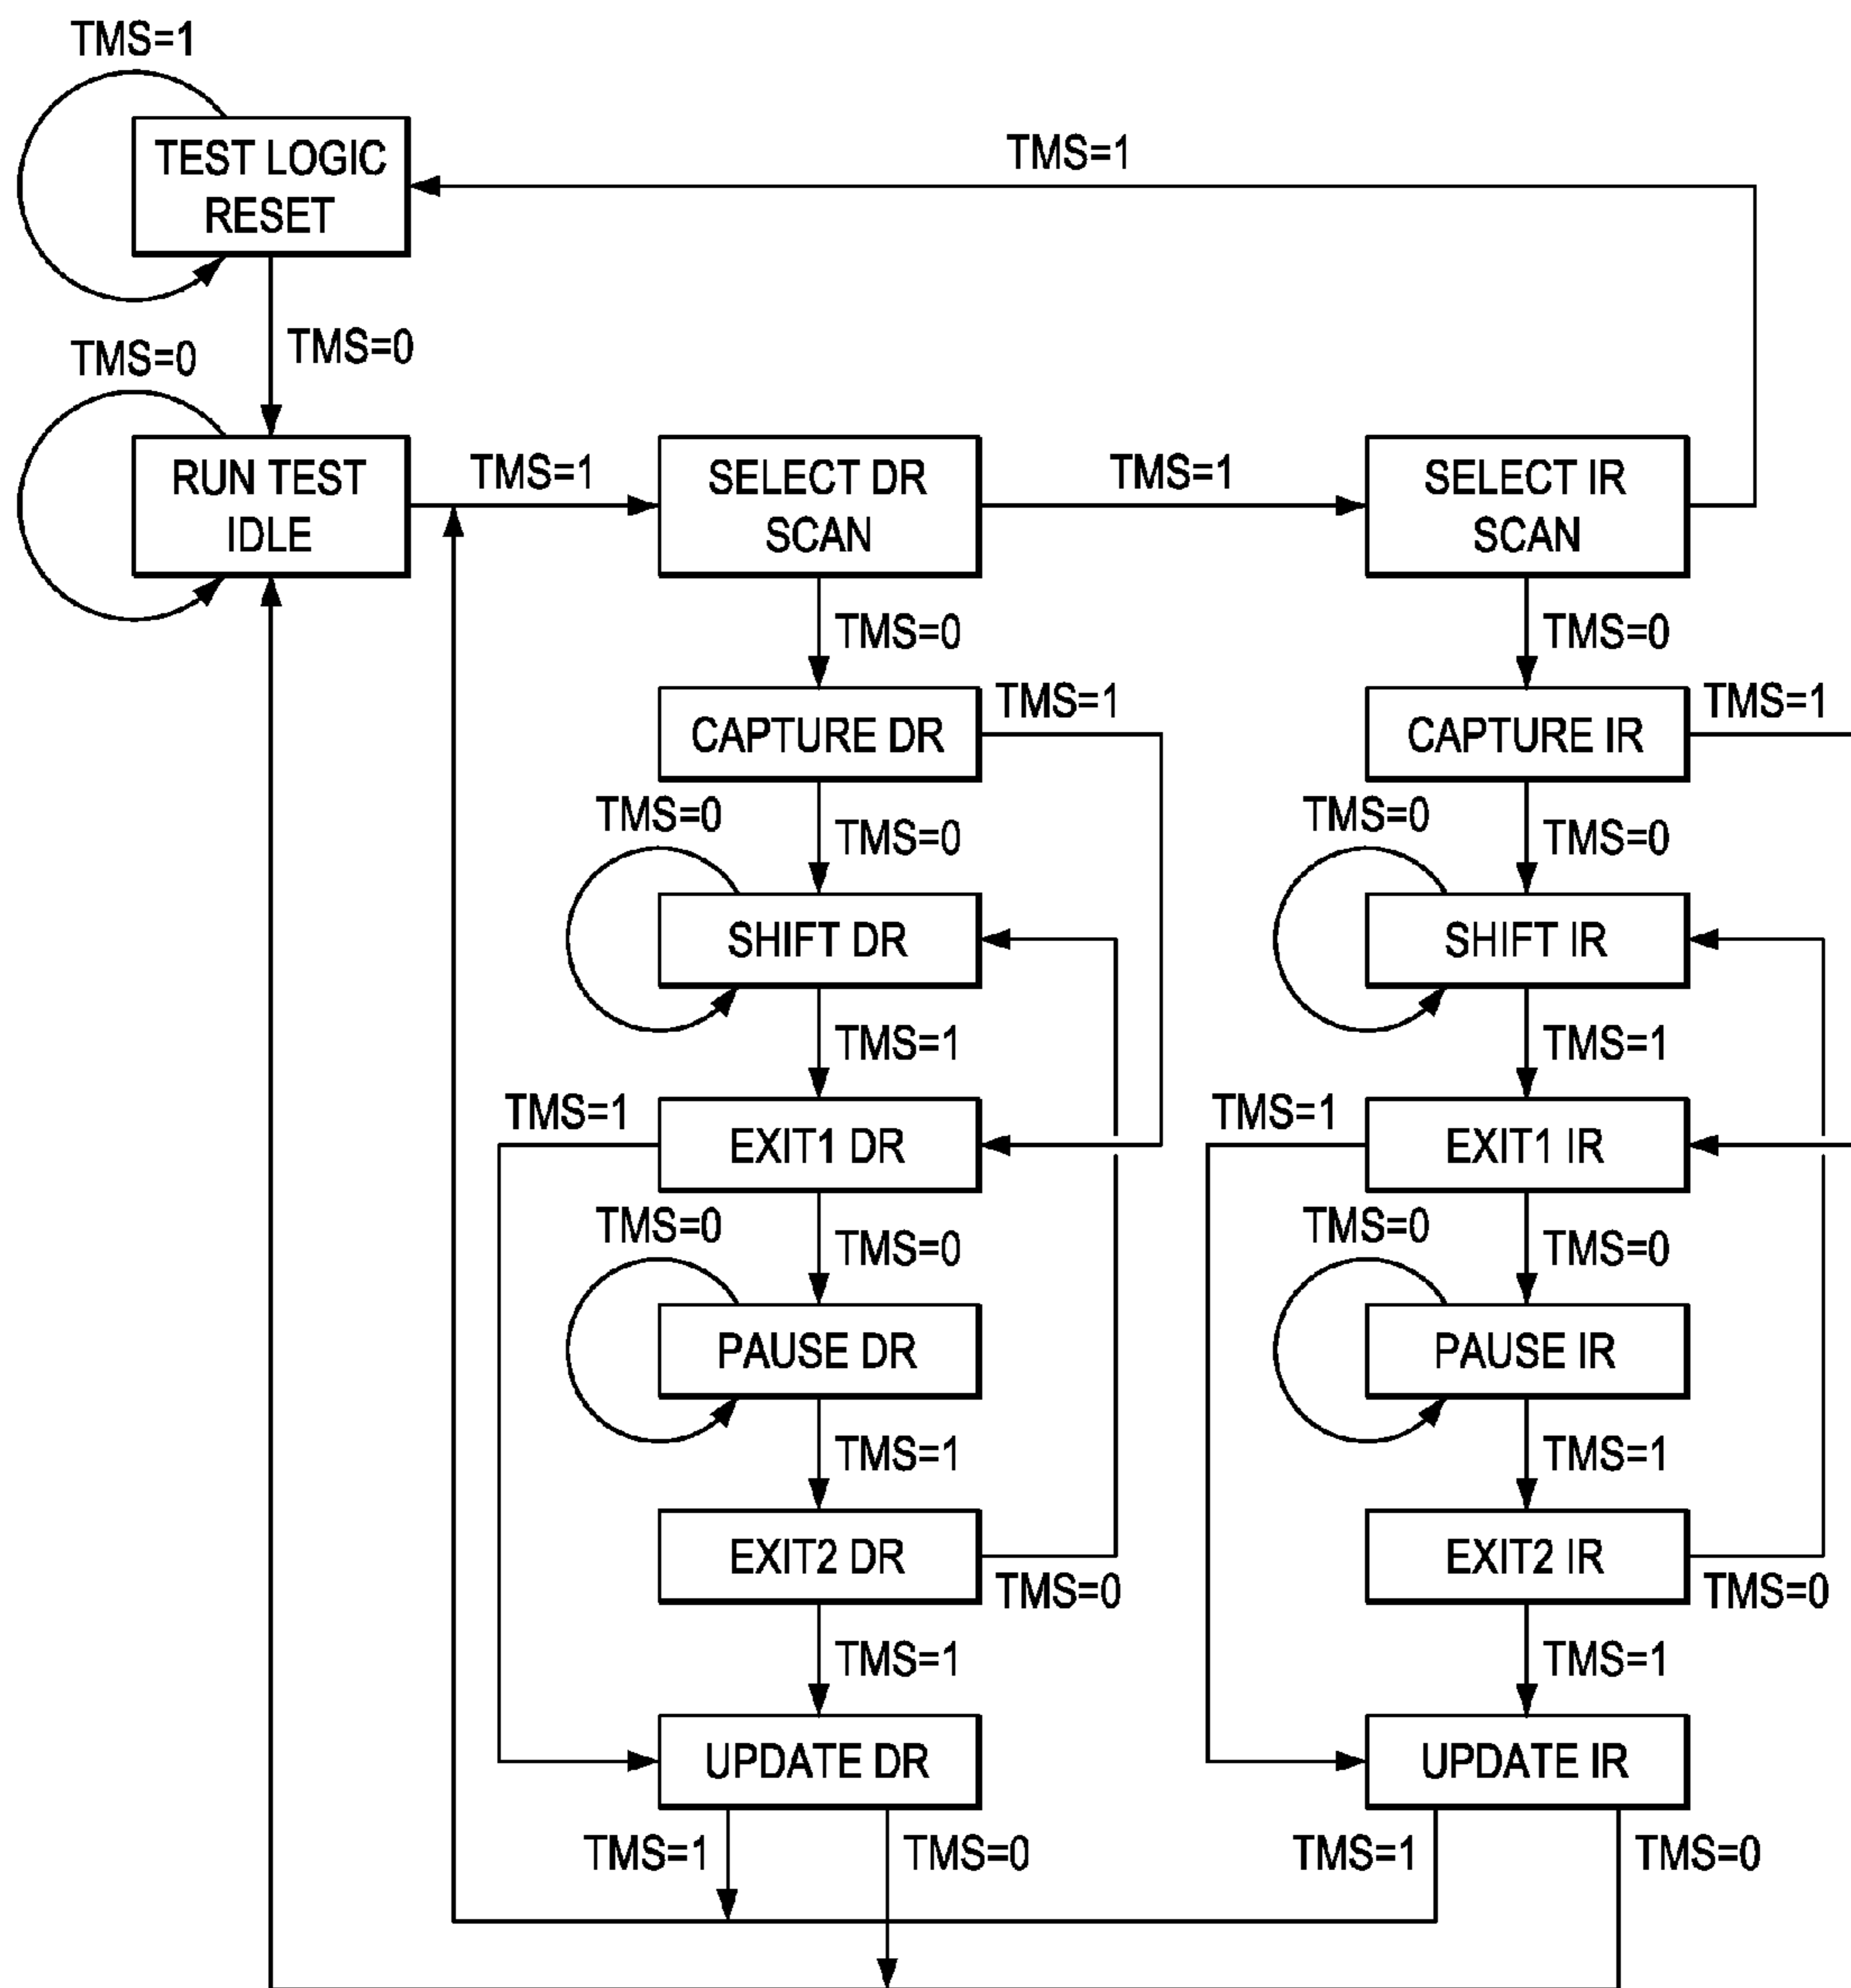 TMS=1
TEST LOGIC
RESET
TMS=1
TMS=0
TMS=0
RUN TEST
IDLE
TMS=1
SELECT DR
SCAN
TMS=1
SELECT IR
SCAN
TMS=0
TMS=0
CAPTURE DR
TMS=1
CAPTURE IR
TMS=1
TMS=0
TMS=0
TMS=0
TMS=0
SHIFT DR
SHIFT IR
TMS=1
TMS=1
TMS=1
EXIT1 DR
TMS=1
EXIT1 IR
TMS=0
TMS=0
TMS=0
TMS=0
PAUSE DR
PAUSE IR
TMS=1
TMS=1
EXIT2 DR
TMS=0
EXIT2 IR
TMS=0
TMS=1
TMS=1
UPDATE DR
UPDATE IR
TMS=1
TMS=0
TMS=1
TMS=0